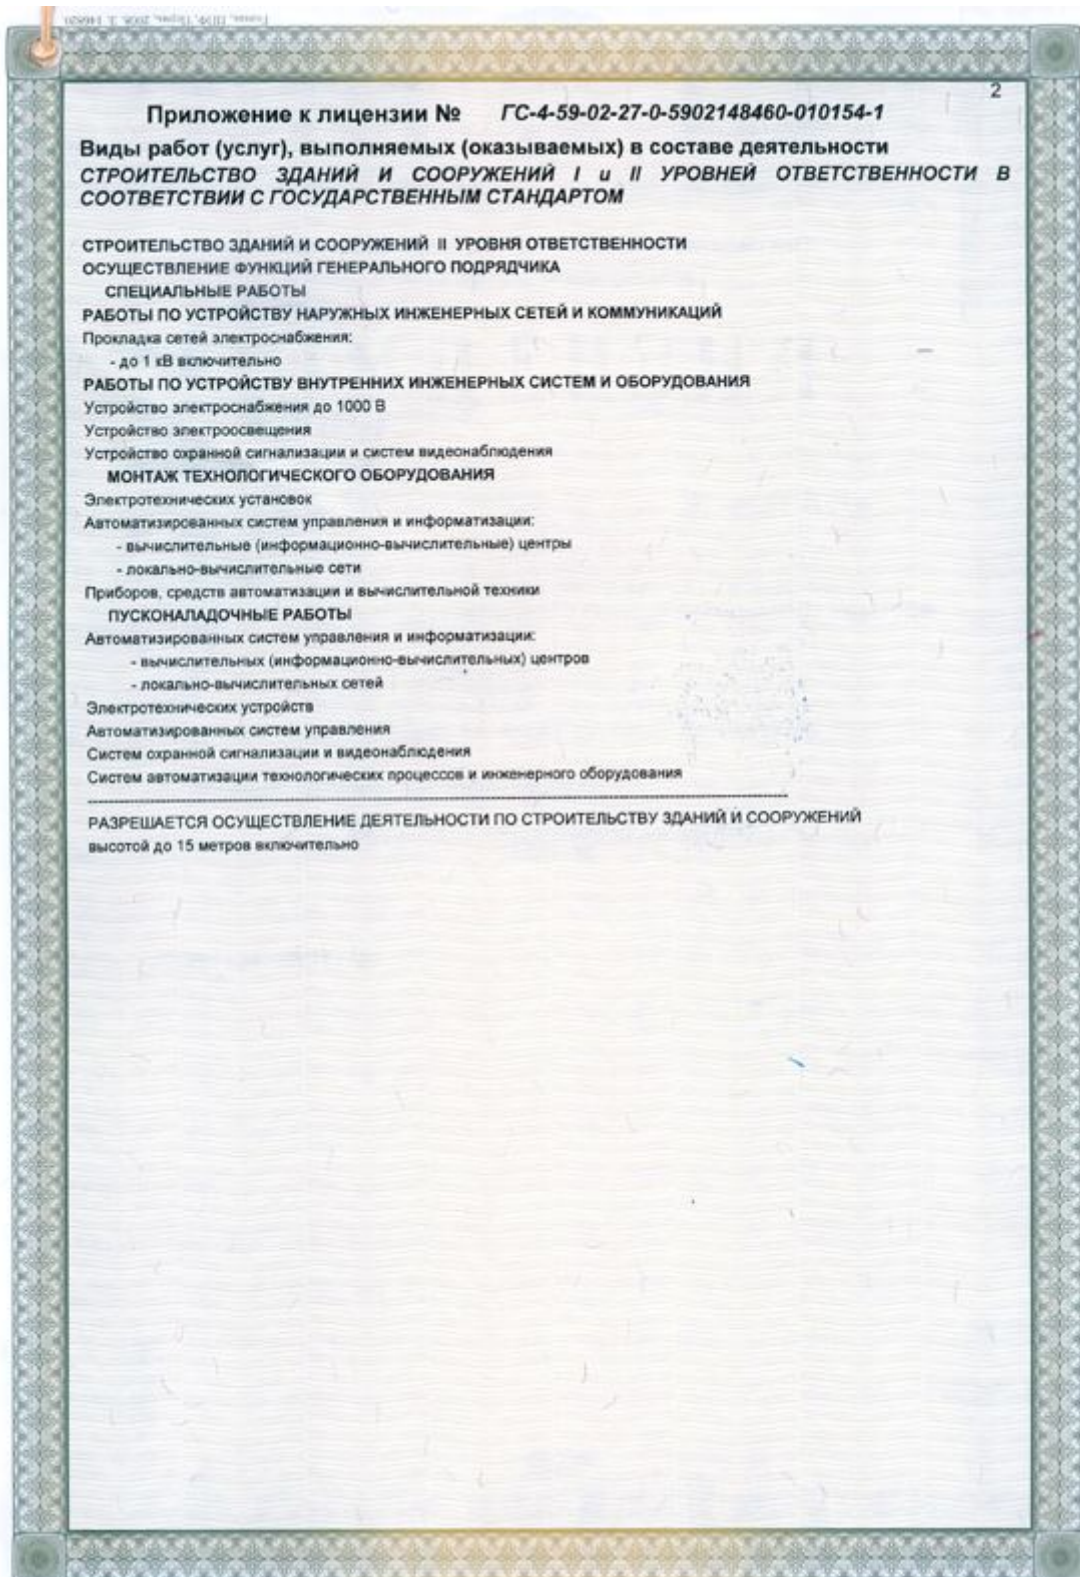 2
Приложение к лицензии № ГС-4-59-02-27-0-5902148460-010154-1
Виды работ (услуг), выполняемых (оказываемых) в составе деятельности
СТРОИТЕЛЬСТВО ЗДАНИЙ И СООРУЖЕНИЙ I и II УРОВНЕЙ ОТВЕТСТВЕННОСТИ В
СООТВЕТСТВИИ С ГОСУДАРСТВЕННЫМ СТАНДАРТОМ
СТРОИТЕЛЬСТВО ЗДАНИЙ И СООРУЖЕНИЙ II УРОВНЯ ОТВЕТСТВЕННОСТИ
ОСУЩЕСТВЛЕНИЕ ФУНКЦИЙ ГЕНЕРАЛЬНОГО ПОДРЯДЧИКА
СПЕЦИАЛЬНЫЕ РАБОТЫ
РАБОТЫ ПО УСТРОЙСТВУ НАРУЖНЫХ ИНЖЕНЕРНЫХ СЕТЕЙ И КОММУНИКАЦИЙ
Прокладка сетей электроснабжения:
- до 1 кВ включительно
РАБОТЫ ПО УСТРОЙСТВУ ВНУТРЕННИХ ИНЖЕНЕРНЫХ СИСТЕМ И ОБОРУДОВАНИЯ
Устройство электроснабжения до 1000 В
Устройство электроосвещения
Устройство охранной сигнализации и систем видеонаблюдения
МОНТАЖ ТЕХНОЛОГИЧЕСКОГО ОБОРУДОВАНИЯ
Электротехнических установок
Автоматизированных систем управления и информатизации:
- вычислительные (информационно-вычислительные) центры
- локально-вычислительные сети
Приборов, средств автоматизации и вычислительной техники
ПУСКОНАЛАДОЧНЫЕ РАБОТЫ
Автоматизированных систем управления и информатизации:
- вычислительных (информационно-вычислительных) центров
- локально-вычислительных сетей
Электротехнических устройств
Автоматизированных систем управления
Систем охранной сигнализации и видеонаблюдения
Систем автоматизации технологических процессов и инженерного оборудования
РАЗРЕШАЕТСЯ ОСУЩЕСТВЛЕНИЕ ДЕЯТЕЛЬНОСТИ ПО СТРОИТЕЛЬСТВУ ЗДАНИЙ И СООРУЖЕНИЙ
высотой до 15 метров включительно